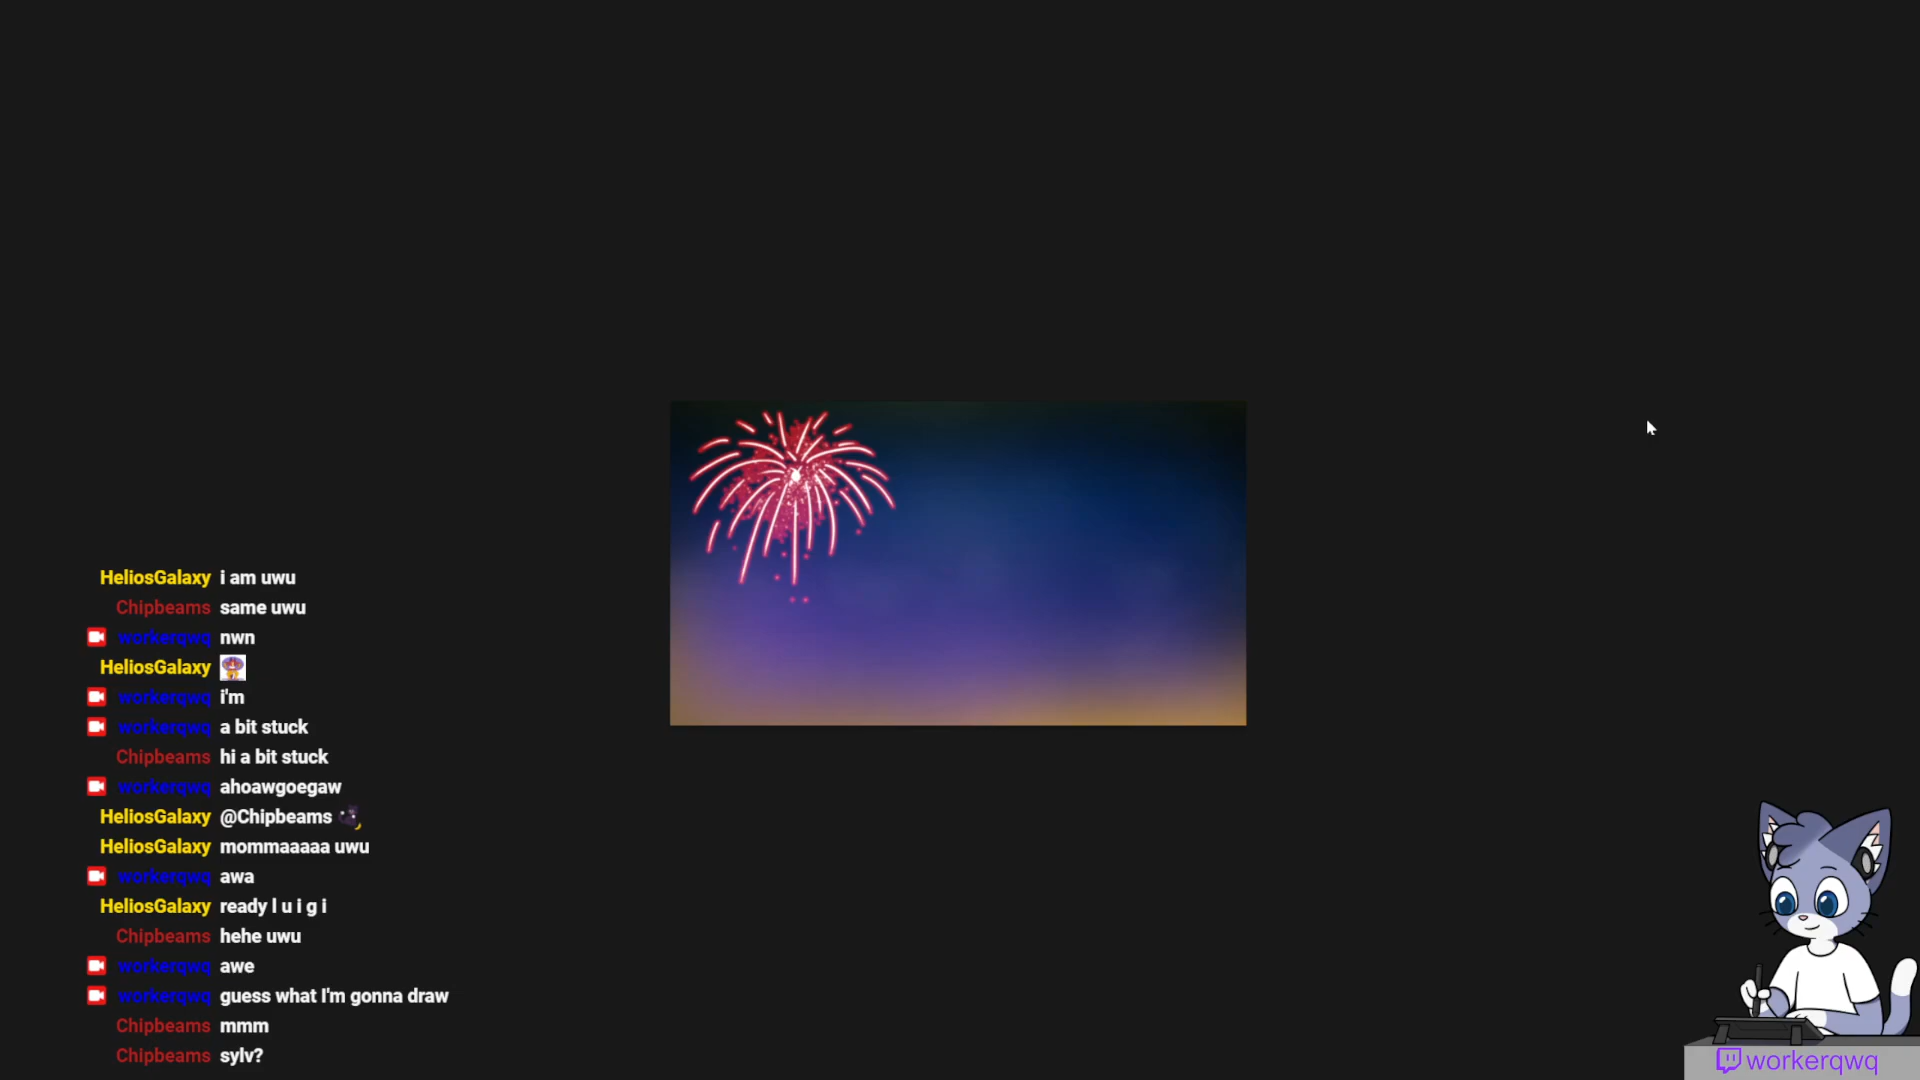 HeliosGalaxy i am uwu
Chipbeams same uwu
workerqwq nwn
HeliosGalaxy
workerqwq i'm
workerqwq a bit stuck
Chipbeams hi a bit stuck
workerqwq ahoawgoegaw
HeliosGalaxy @Chipbeams
HeliosGalaxy mommaaaaa uwu
workerqwq awa
HeliosGalaxy ready l u i g i
Chipbeams hehe uwu
workerqwq awe
workerqwq guess what I'm gonna draw
Chipbeams mmm
Chipbeams sylv?
workerqwq